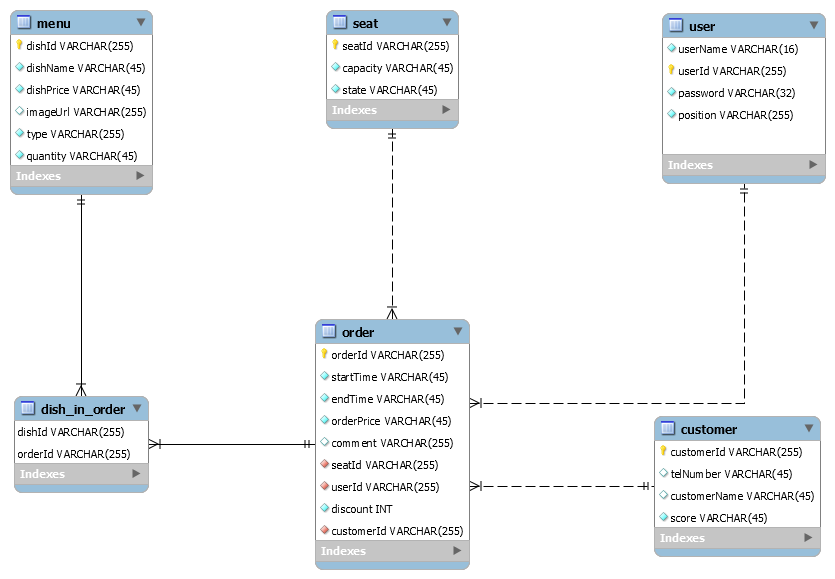 menu
dishId VARCHAR(255)
dishName VARCHAR(45)
dishPrice VARCHAR(45)
imageUrl VARCHAR(255)
type VARCHAR(255)
quantity VARCHAR(45)
Indexes
seat
seatId VARCHAR(255)
capacity VARCHAR(45)
state VARCHAR(45)
Indexes
user
userName VARCHAR(16)
userId VARCHAR(255)
password VARCHAR(32)
position VARCHAR(255)
Indexes
dish_in_order
dishId VARCHAR(255)
orderId VARCHAR(255)
Indexes
order
orderId VARCHAR(255)
startTime VARCHAR(45)
endTime VARCHAR(45)
orderPrice VARCHAR(45)
comment VARCHAR(255)
seatId VARCHAR(255)
userId VARCHAR(255)
discount INT
customerId VARCHAR(255)
Indexes
customer
customerId VARCHAR(255)
telNumber VARCHAR(45)
customerName VARCHAR(45)
score VARCHAR(45)
Indexes